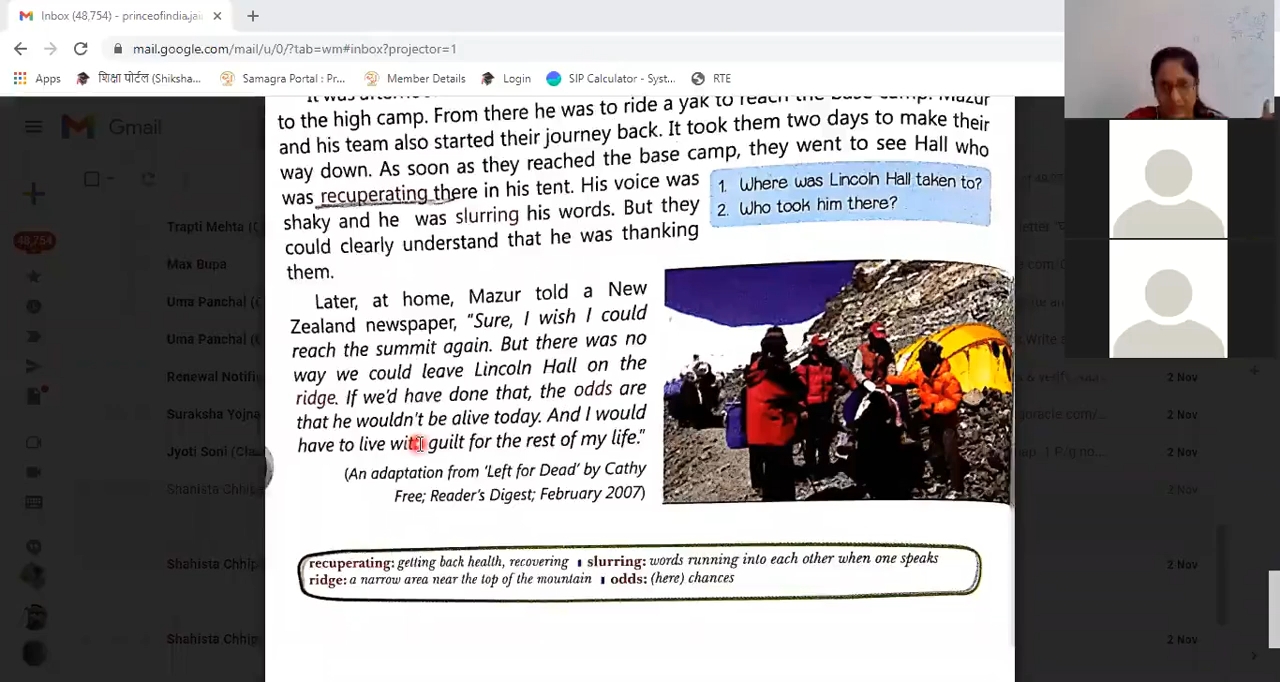 Inbox (48,754) - princeofindia.jai
mail.google.com/mail/u/0/?tab=wm#inbox?projector=1
Apps
शिक्षा पोर्टल (Shiksha...
Samagra Portal : Pr...
Member Details
Login
SIP Calculator - Syst...
RTE
Gmail
48,754
Trapti Mehta
Max Bupa
Uma Panchal
Uma Panchal
Renewal Notifi
Suraksha Yojna
Jyoti Soni
Shahista Chhip
Shahista Chhip
Shahista Chhip
It was
to the high camp. From there he was to ride a yak to reach the base camp. Mazur
and his team also started their journey back. It took them two days to make their
way down. As soon as they reached the base camp, they went to see Hall who
was recuperating there in his tent. His voice was
shaky and he was slurring his words. But they
could clearly understand that he was thanking
them.
1. Where was Lincoln Hall taken to?
2. Who took him there?
Later, at home, Mazur told a New
Zealand newspaper, "Sure, I wish I could
reach the summit again. But there was no
way we could leave Lincoln Hall on the
ridge. If we'd have done that, the odds are
that he wouldn't be alive today. And I would
have to live with guilt for the rest of my life."
(An adaptation from 'Left for Dead' by Cathy
Free; Reader's Digest; February 2007)
recuperating: getting back health, recovering slurring: words running into each other when one speaks
ridge: a narrow area near the top of the mountain odds: (here) chances
2 Nov
2 Nov
2 Nov
2 Nov
2 Nov
2 Nov